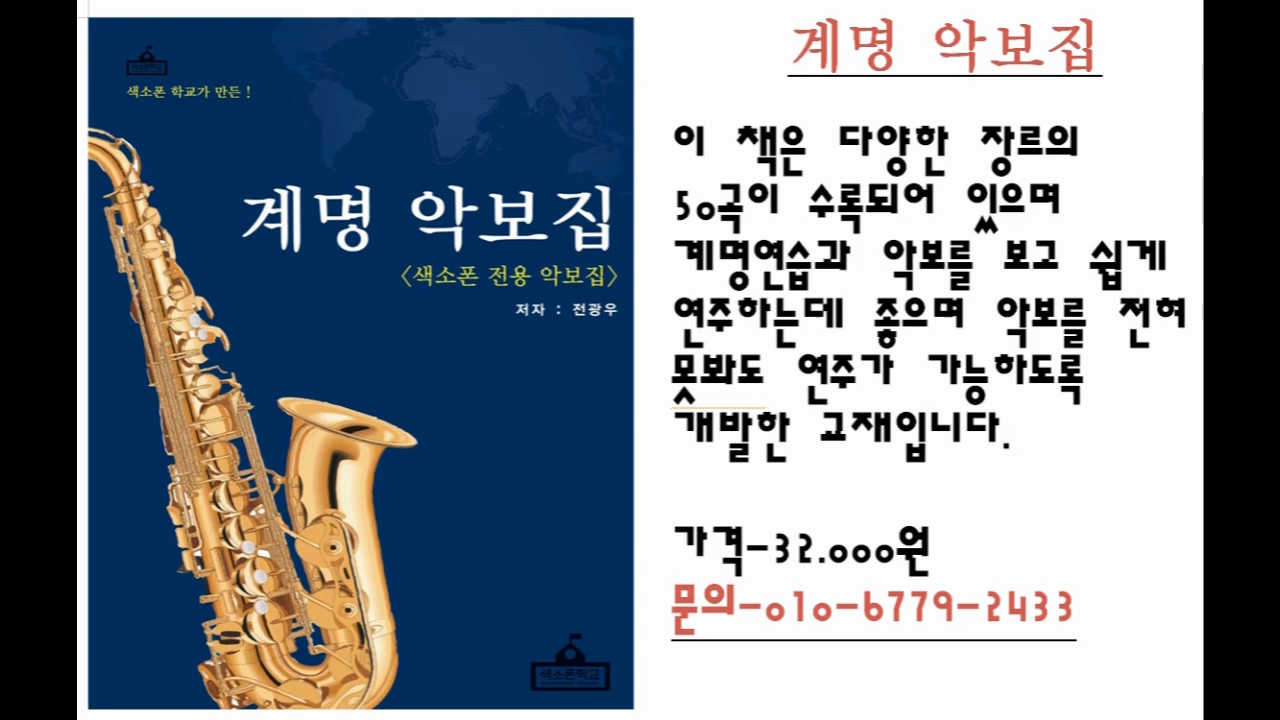 색소폰학교
색소폰 학교가 만든 !
계명 악보집
<색소폰 전용 악보집>
저자 : 전광우
색소폰학교
계명 악보집
이 책은 다양한 장르의
50곡이 수록되어 있으며
계명연습과 악보를 보고 쉽게
연주하는데 좋으며 악보를 전혀
못봐도 연주가 가능하도록
개발한 교재입니다.
가격-32.000원
문의-010-6779-2433